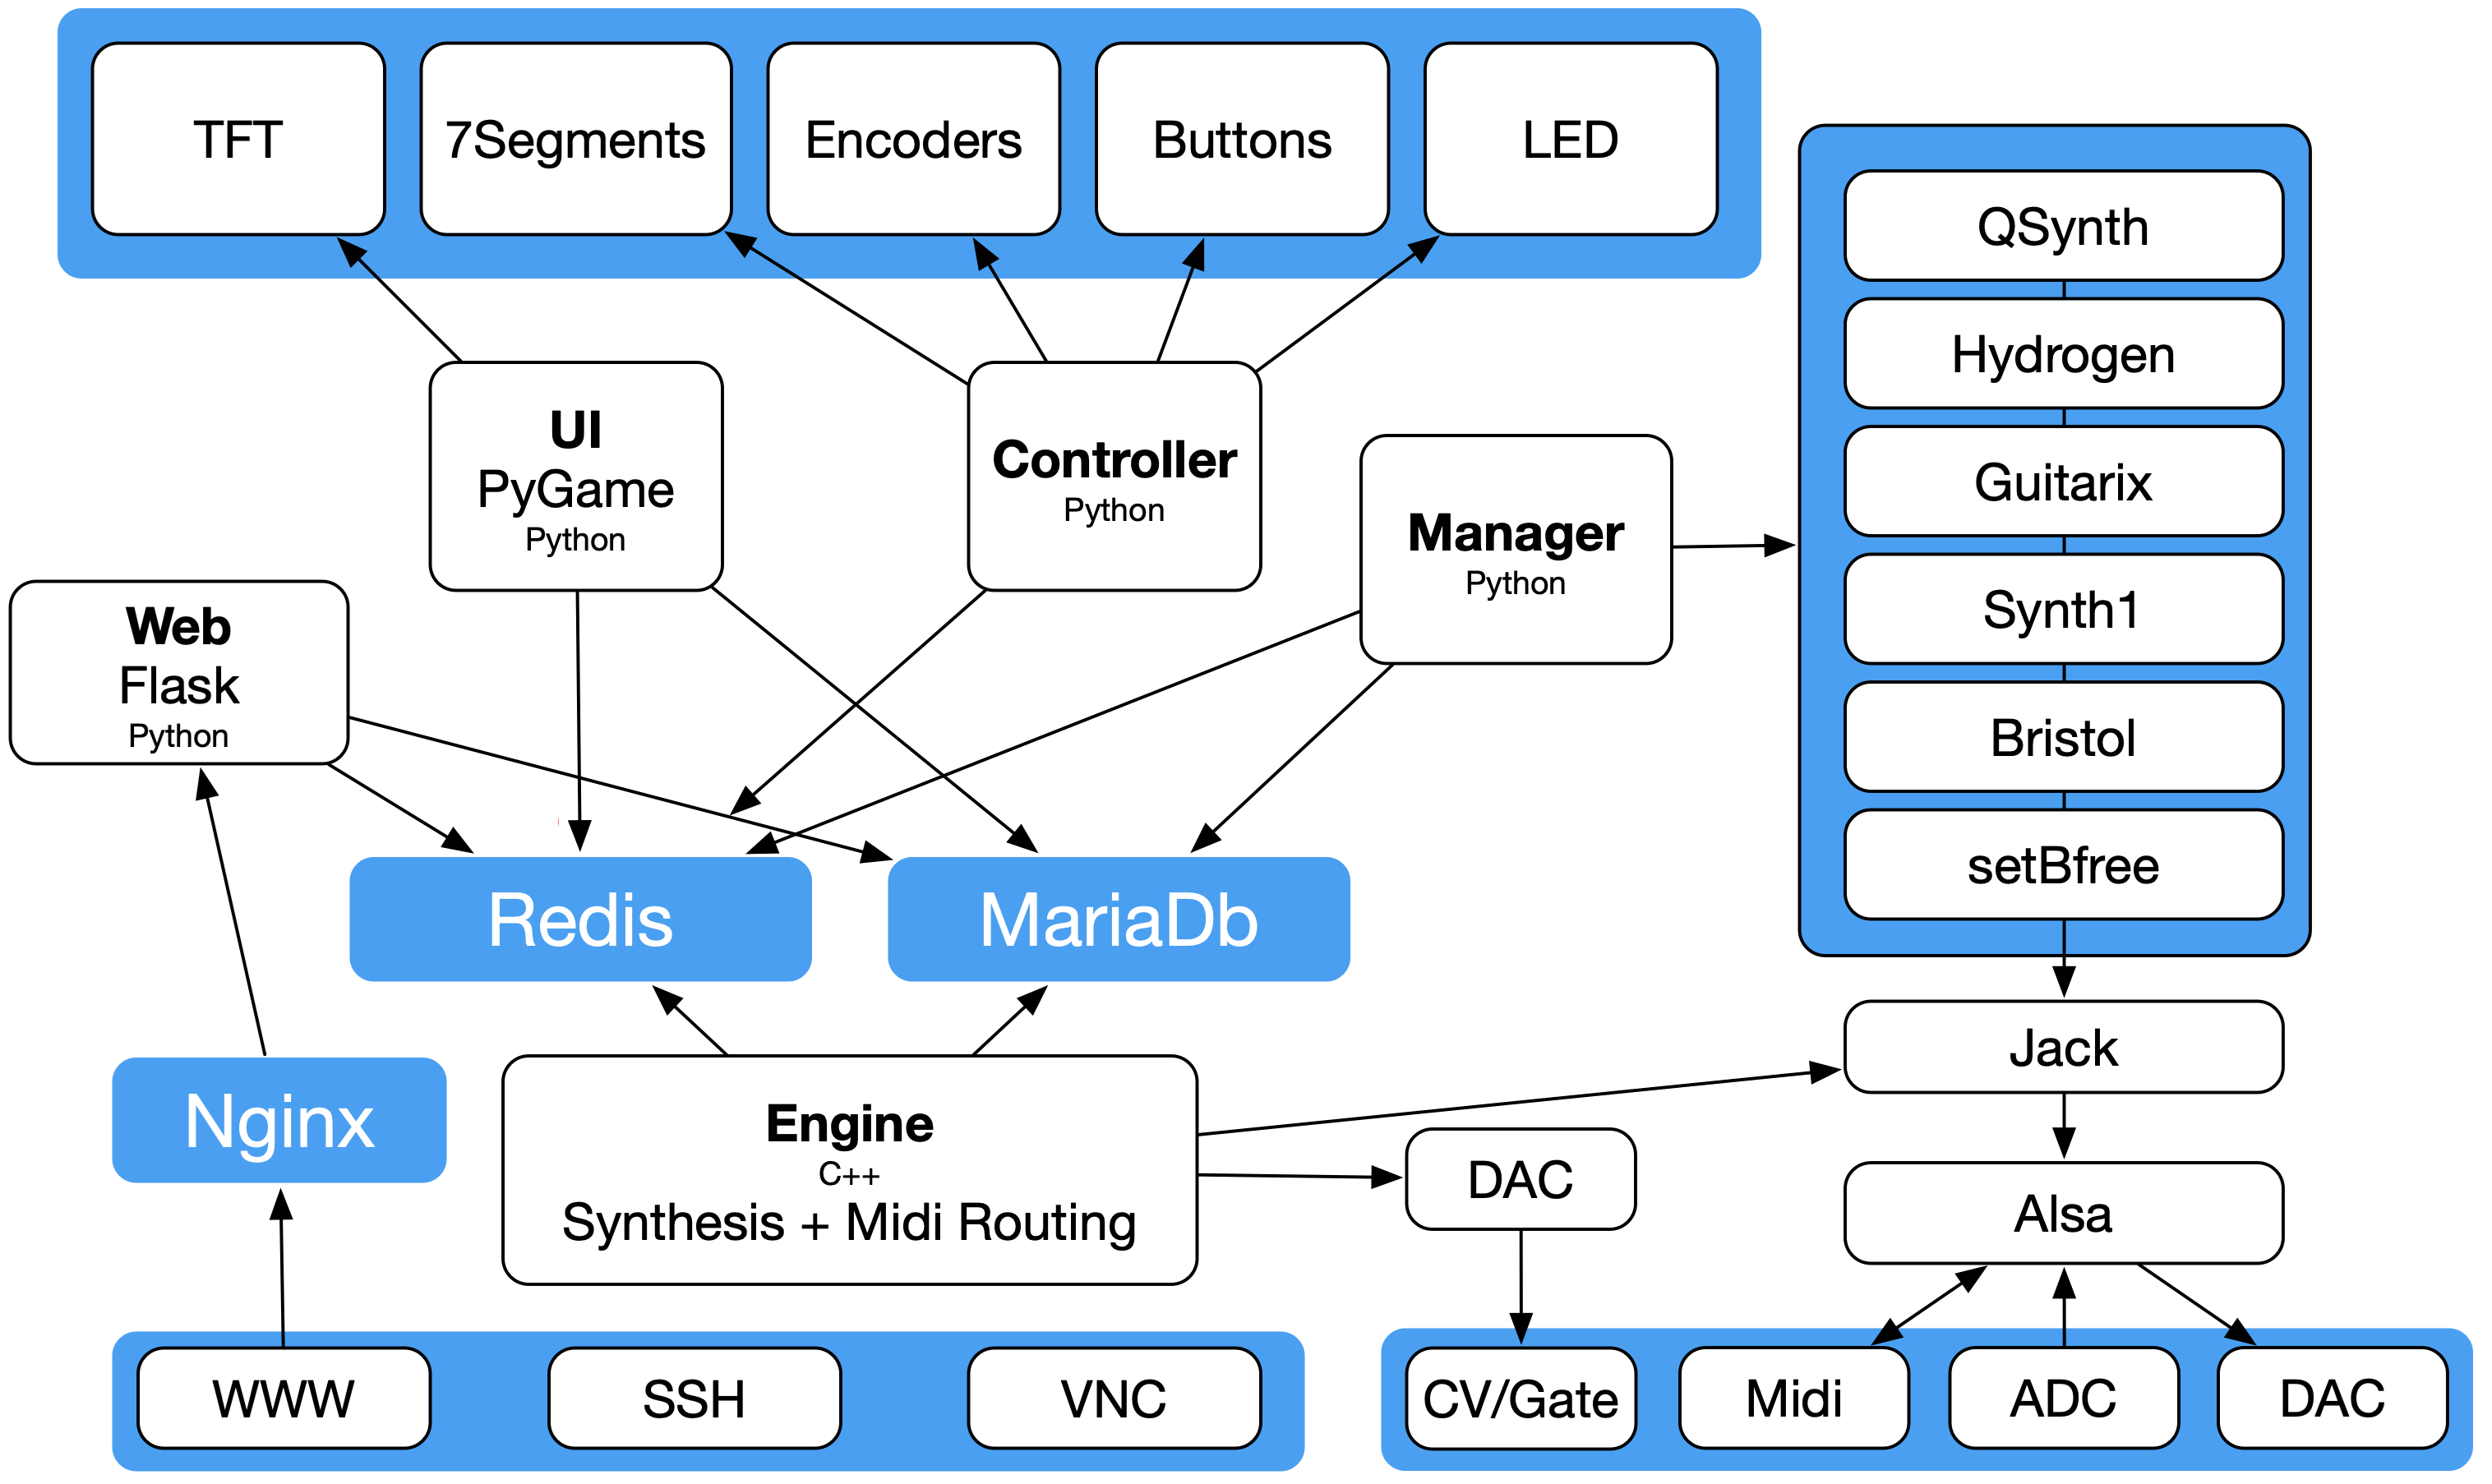 TFT
7Segments
Encoders
Buttons
LED
QSynth
Hydrogen
Guitarix
Synth1
Bristol
setBfree
UI
PyGame
Python
Controller
Python
Manager
Python
Web
Flask
Python
Redis
MariaDb
Jack
Nginx
Engine
C++
Synthesis + Midi Routing
DAC
Alsa
WWW
SSH
VNC
CV/Gate
Midi
ADC
DAC